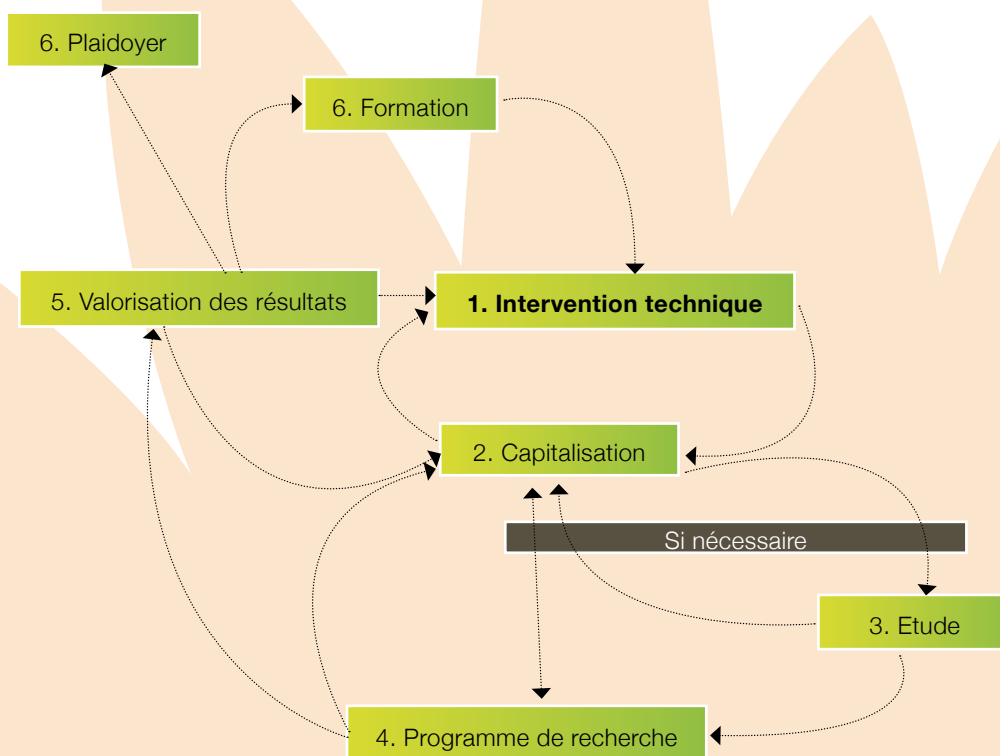 6. Plaidoyer
6. Formation
5. Valorisation des résultats
1. Intervention technique
2. Capitalisation
Si nécessaire
3. Etude
4. Programme de recherche